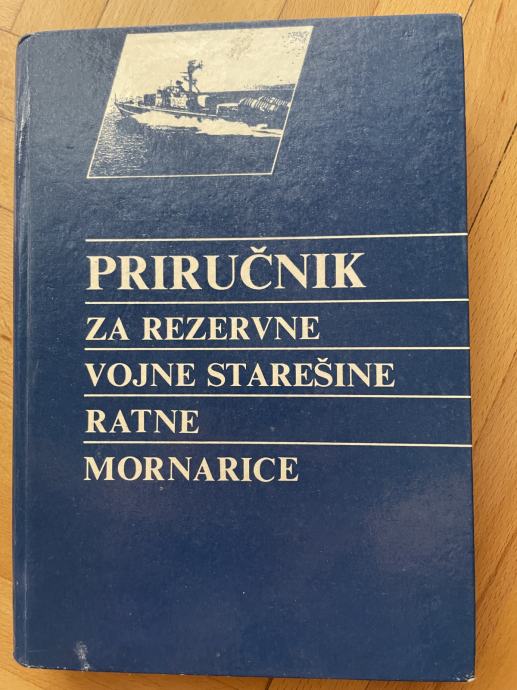 PRIRUČNIK
ZA REZERVNE
VOJNE STAREŠINE
RATNE
MORNARICE